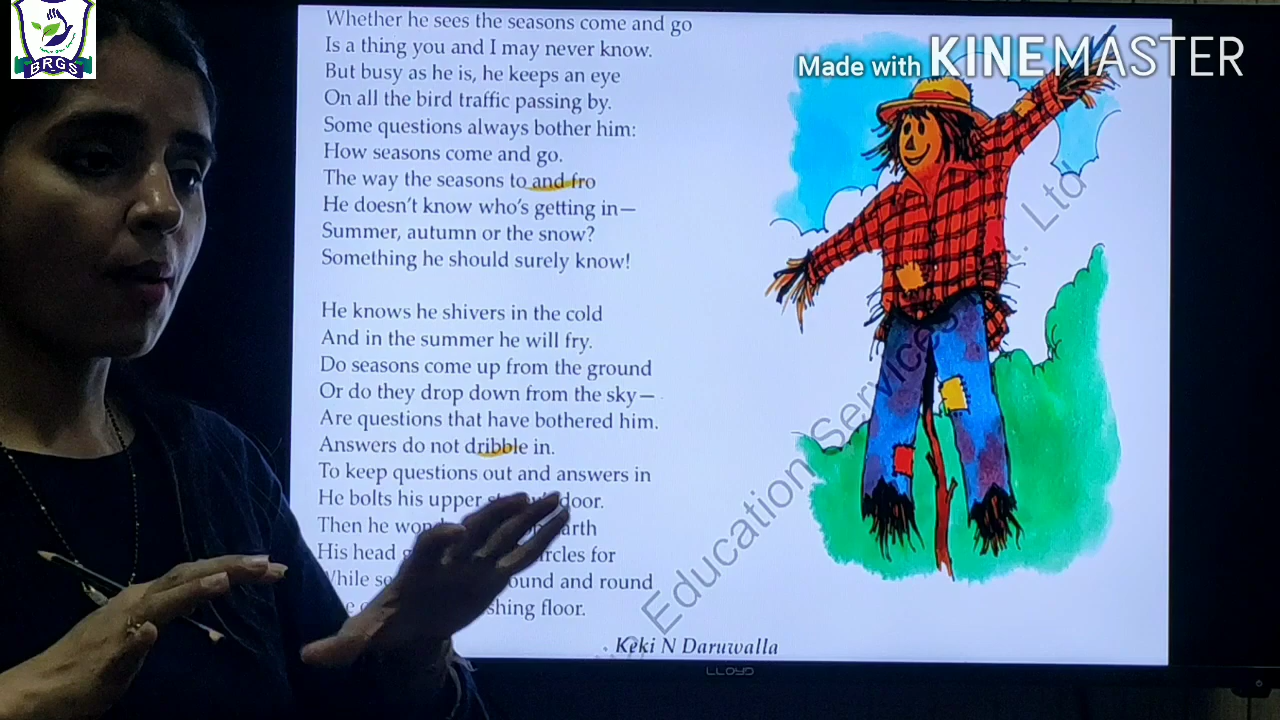 BRGS
Made with KINEMASTER
Whether he sees the seasons come and go
Is a thing you and I may never know.
But busy as he is, he keeps an eye
On all the bird traffic passing by.
Some questions always bother him:
How seasons come and go.
The way the seasons to and fro
He doesn't know who's getting in—
Summer, autumn or the snow?
Something he should surely know!
He knows he shivers in the cold
And in the summer he will fry.
Do seasons come up from the ground
Or do they drop down from the sky—
Are questions that have bothered him.
Answers do not dribble in.
To keep questions out and answers in
He bolts his upper door.
Then he
His head for
While round and round
floor.
Keki N Daruwalla
Education Services Ltd
LLOYD